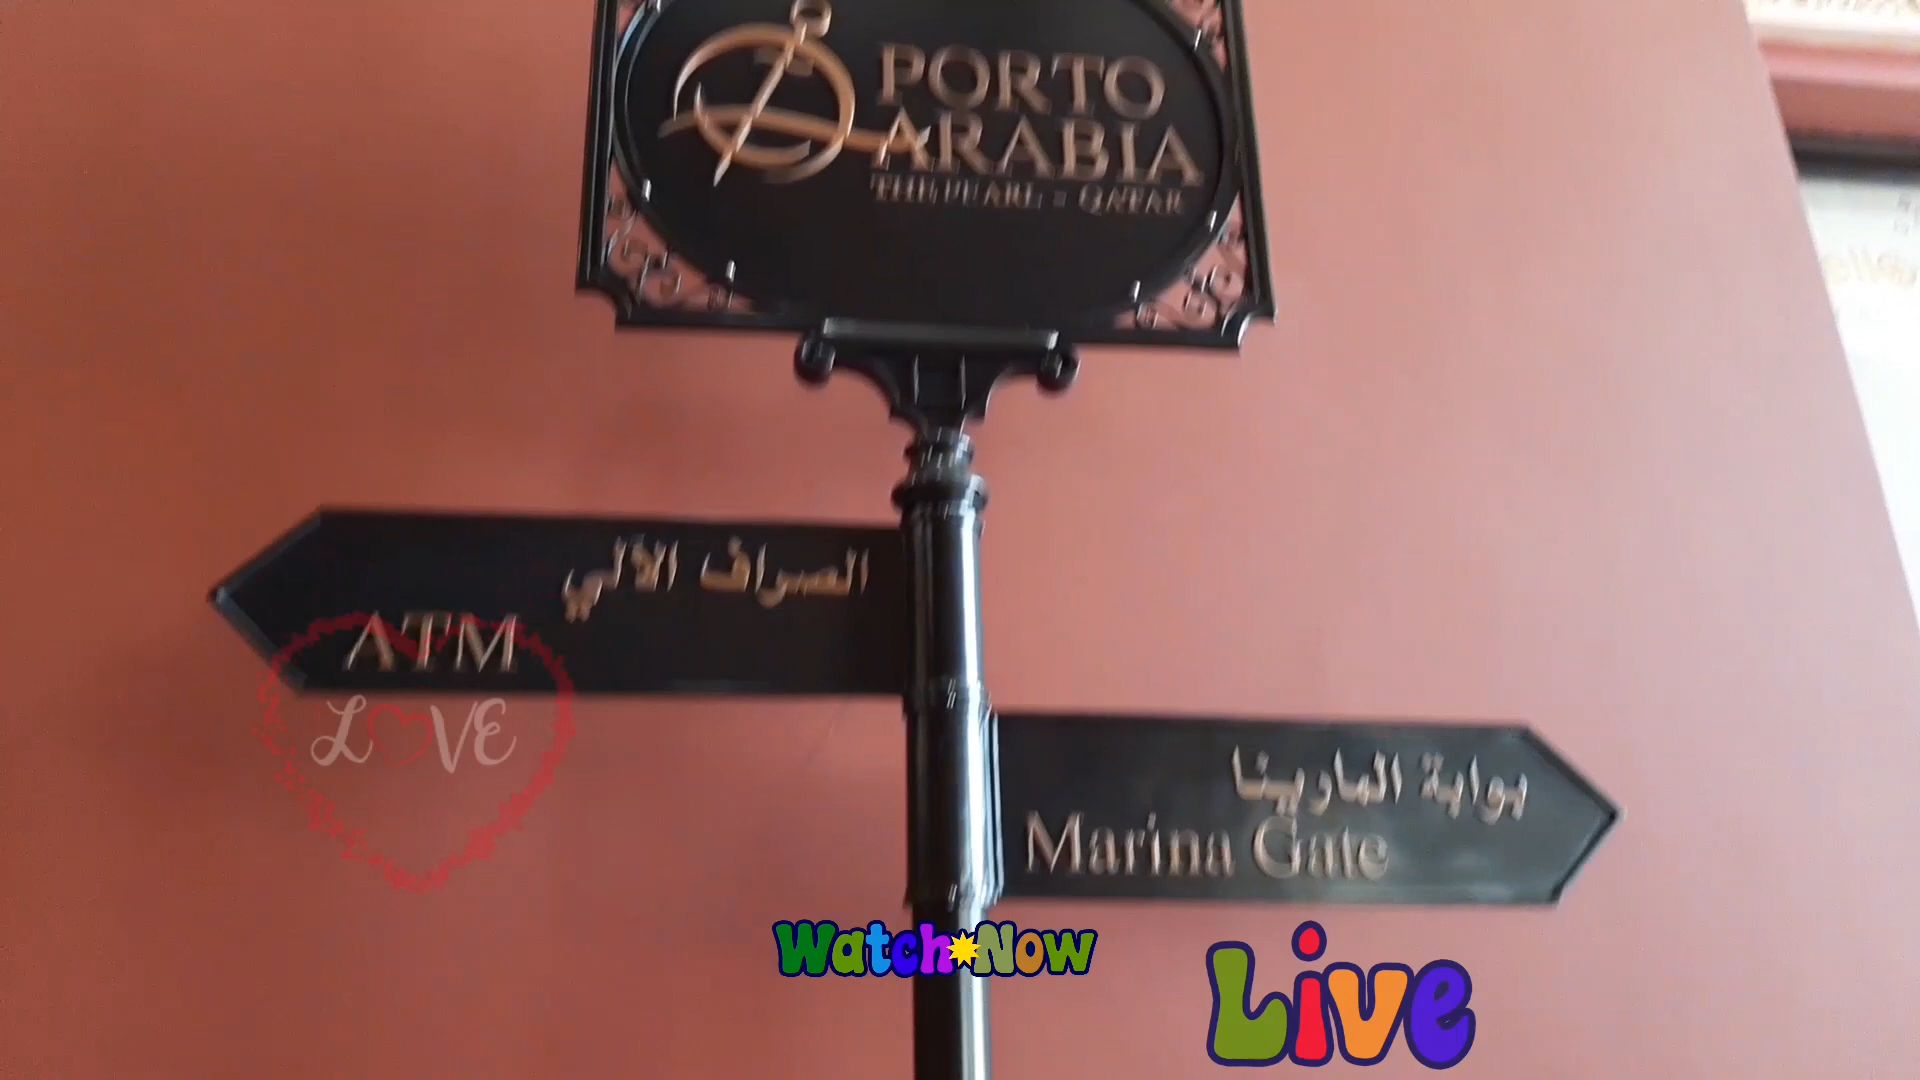 PORTO
ARABIA
THE PEARL - QATAR
الصراف الآلي
ATM
LOVE
بوابة المارينا
Marina Gate
Watch Now
Live